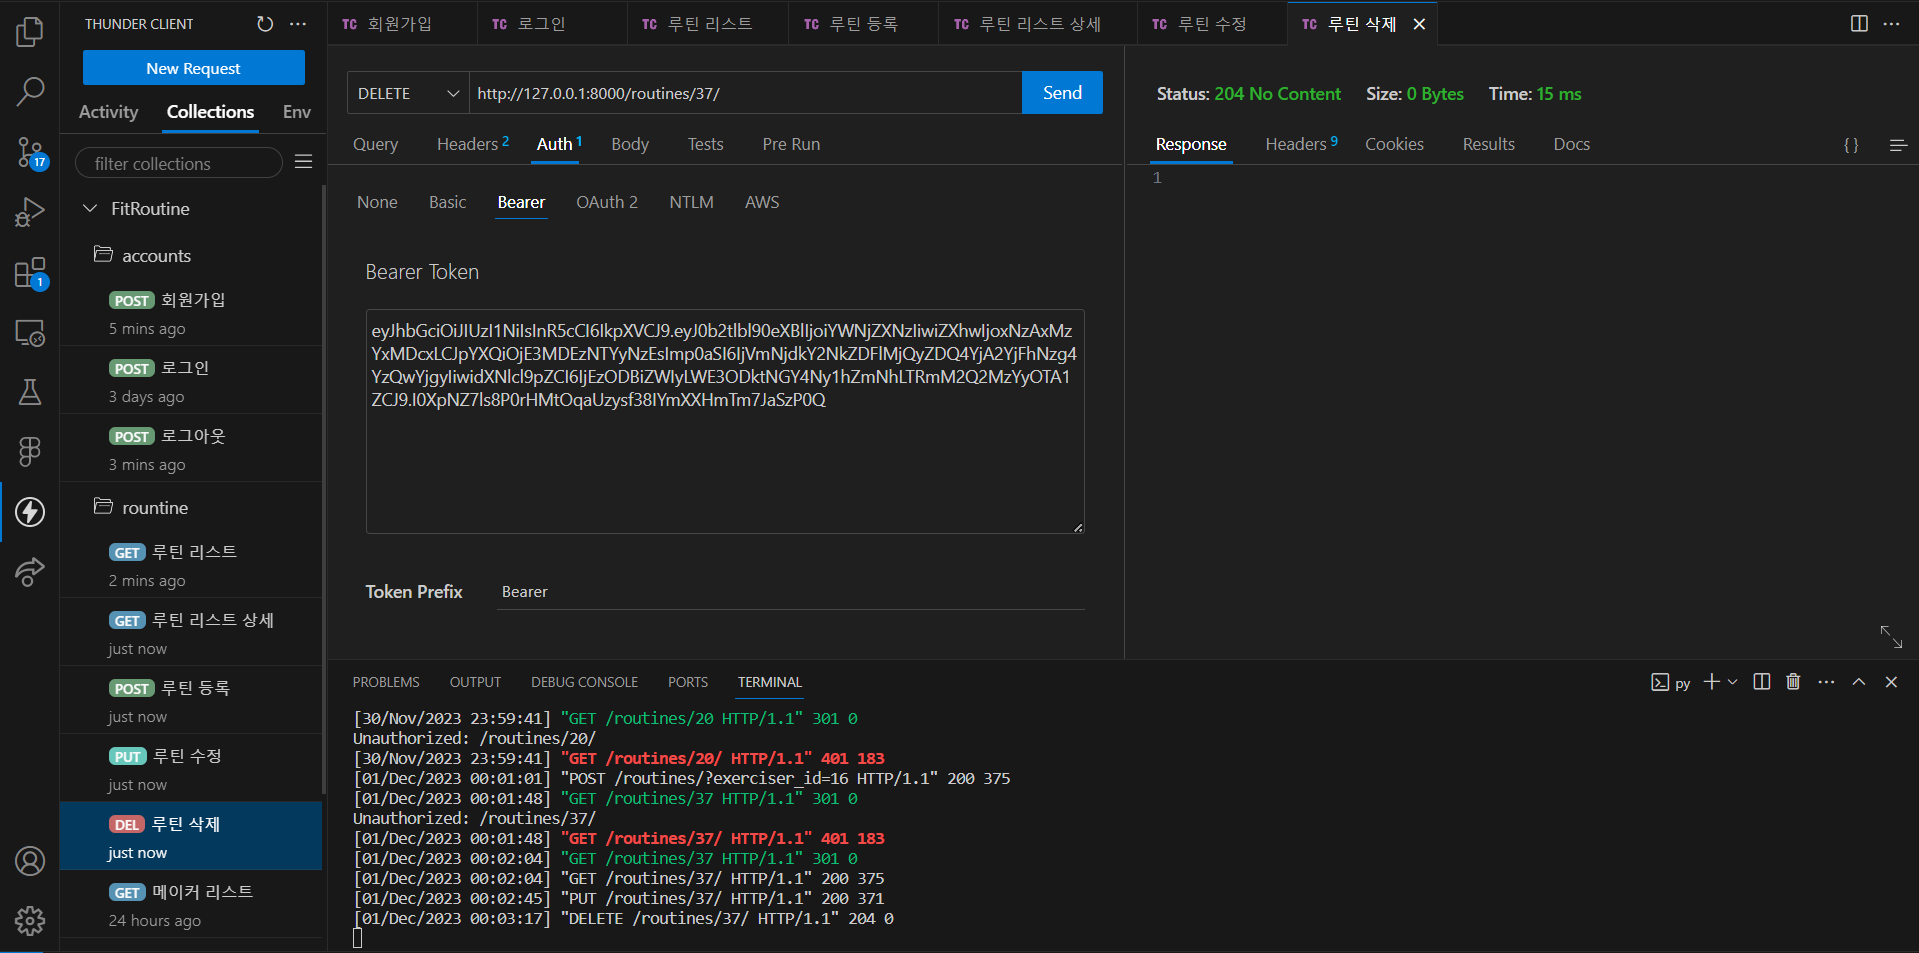 THUNDER CLIENT
New Request
Activity Collections Env
filter collections
17
1
FitRoutine
accounts
POST 회원가입
5 mins ago
POST 로그인
3 days ago
POST 로그아웃
3 mins ago
rountine
GET 루틴 리스트
2 mins ago
GET 루틴 리스트 상세
just now
POST 루틴 등록
just now
PUT 루틴 수정
just now
DEL 루틴 삭제
just now
GET 메이커 리스트
24 hours ago
TC 회원가입 TC 로그인 TC 루틴 리스트 TC 루틴 등록 TC 루틴 리스트 상세 TC 루틴 수정 TC 루틴 삭제
DELETE http://127.0.0.1:8000/routines/37/ Send
Query Headers 2 Auth 1 Body Tests Pre Run
None Basic Bearer OAuth 2 NTLM AWS
Bearer Token
Token Prefix Bearer
Status: 204 No Content Size: 0 Bytes Time: 15 ms
Response Headers 9 Cookies Results Docs {}
1
PROBLEMS OUTPUT DEBUG CONSOLE PORTS TERMINAL
py
[30/Nov/2023 23:59:41] "GET /routines/20 HTTP/1.1" 301 0
Unauthorized: /routines/20/
[30/Nov/2023 23:59:41] "GET /routines/20/ HTTP/1.1" 401 183
[01/Dec/2023 00:01:01] "POST /routines/?exerciser_id=16 HTTP/1.1" 200 375
[01/Dec/2023 00:01:48] "GET /routines/37 HTTP/1.1" 301 0
Unauthorized: /routines/37/
[01/Dec/2023 00:01:48] "GET /routines/37/ HTTP/1.1" 401 183
[01/Dec/2023 00:02:04] "GET /routines/37 HTTP/1.1" 301 0
[01/Dec/2023 00:02:04] "GET /routines/37/ HTTP/1.1" 200 375
[01/Dec/2023 00:02:45] "PUT /routines/37/ HTTP/1.1" 200 371
[01/Dec/2023 00:03:17] "DELETE /routines/37/ HTTP/1.1" 204 0